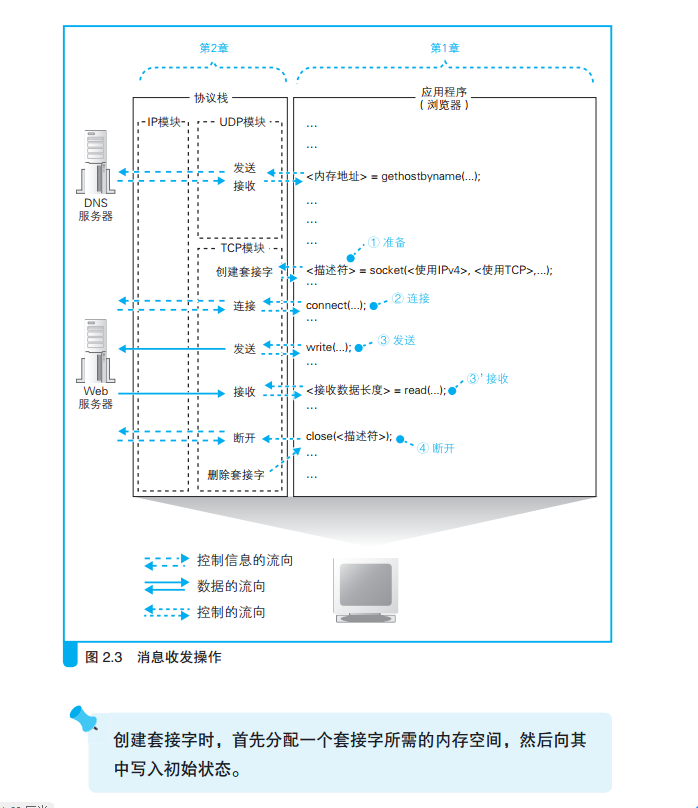 第2章
第1章
协议栈
应用程序
（浏览器）
IP模块
UDP模块
…
…
DNS
服务器
发送
接收
<内存地址> = gethostbyname(...);
…
…
…
TCP模块
① 准备
创建套接字
<描述符> = socket(<使用IPv4>, <使用TCP>,...);
…
连接
connect(...);
② 连接
…
发送
write(...);
③ 发送
…
Web
服务器
接收
<接收数据长度> = read(...);
③' 接收
…
断开
close(<描述符>);
④ 断开
…
删除套接字
…
控制信息的流向
数据的流向
控制的流向
图 2.3 消息收发操作
创建套接字时，首先分配一个套接字所需的内存空间，然后向其
中写入初始状态。